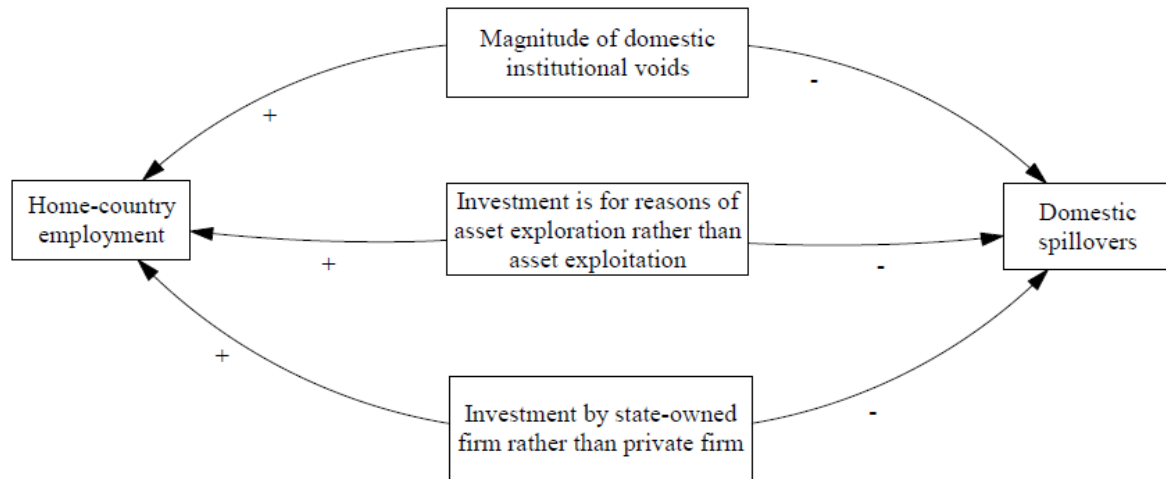 Magnitude of domestic
institutional voids
-
+
Home-country
employment
Investment is for reasons of
asset exploration rather than
asset exploitation
Domestic
spillovers
+
-
+
-
Investment by state-owned
firm rather than private firm